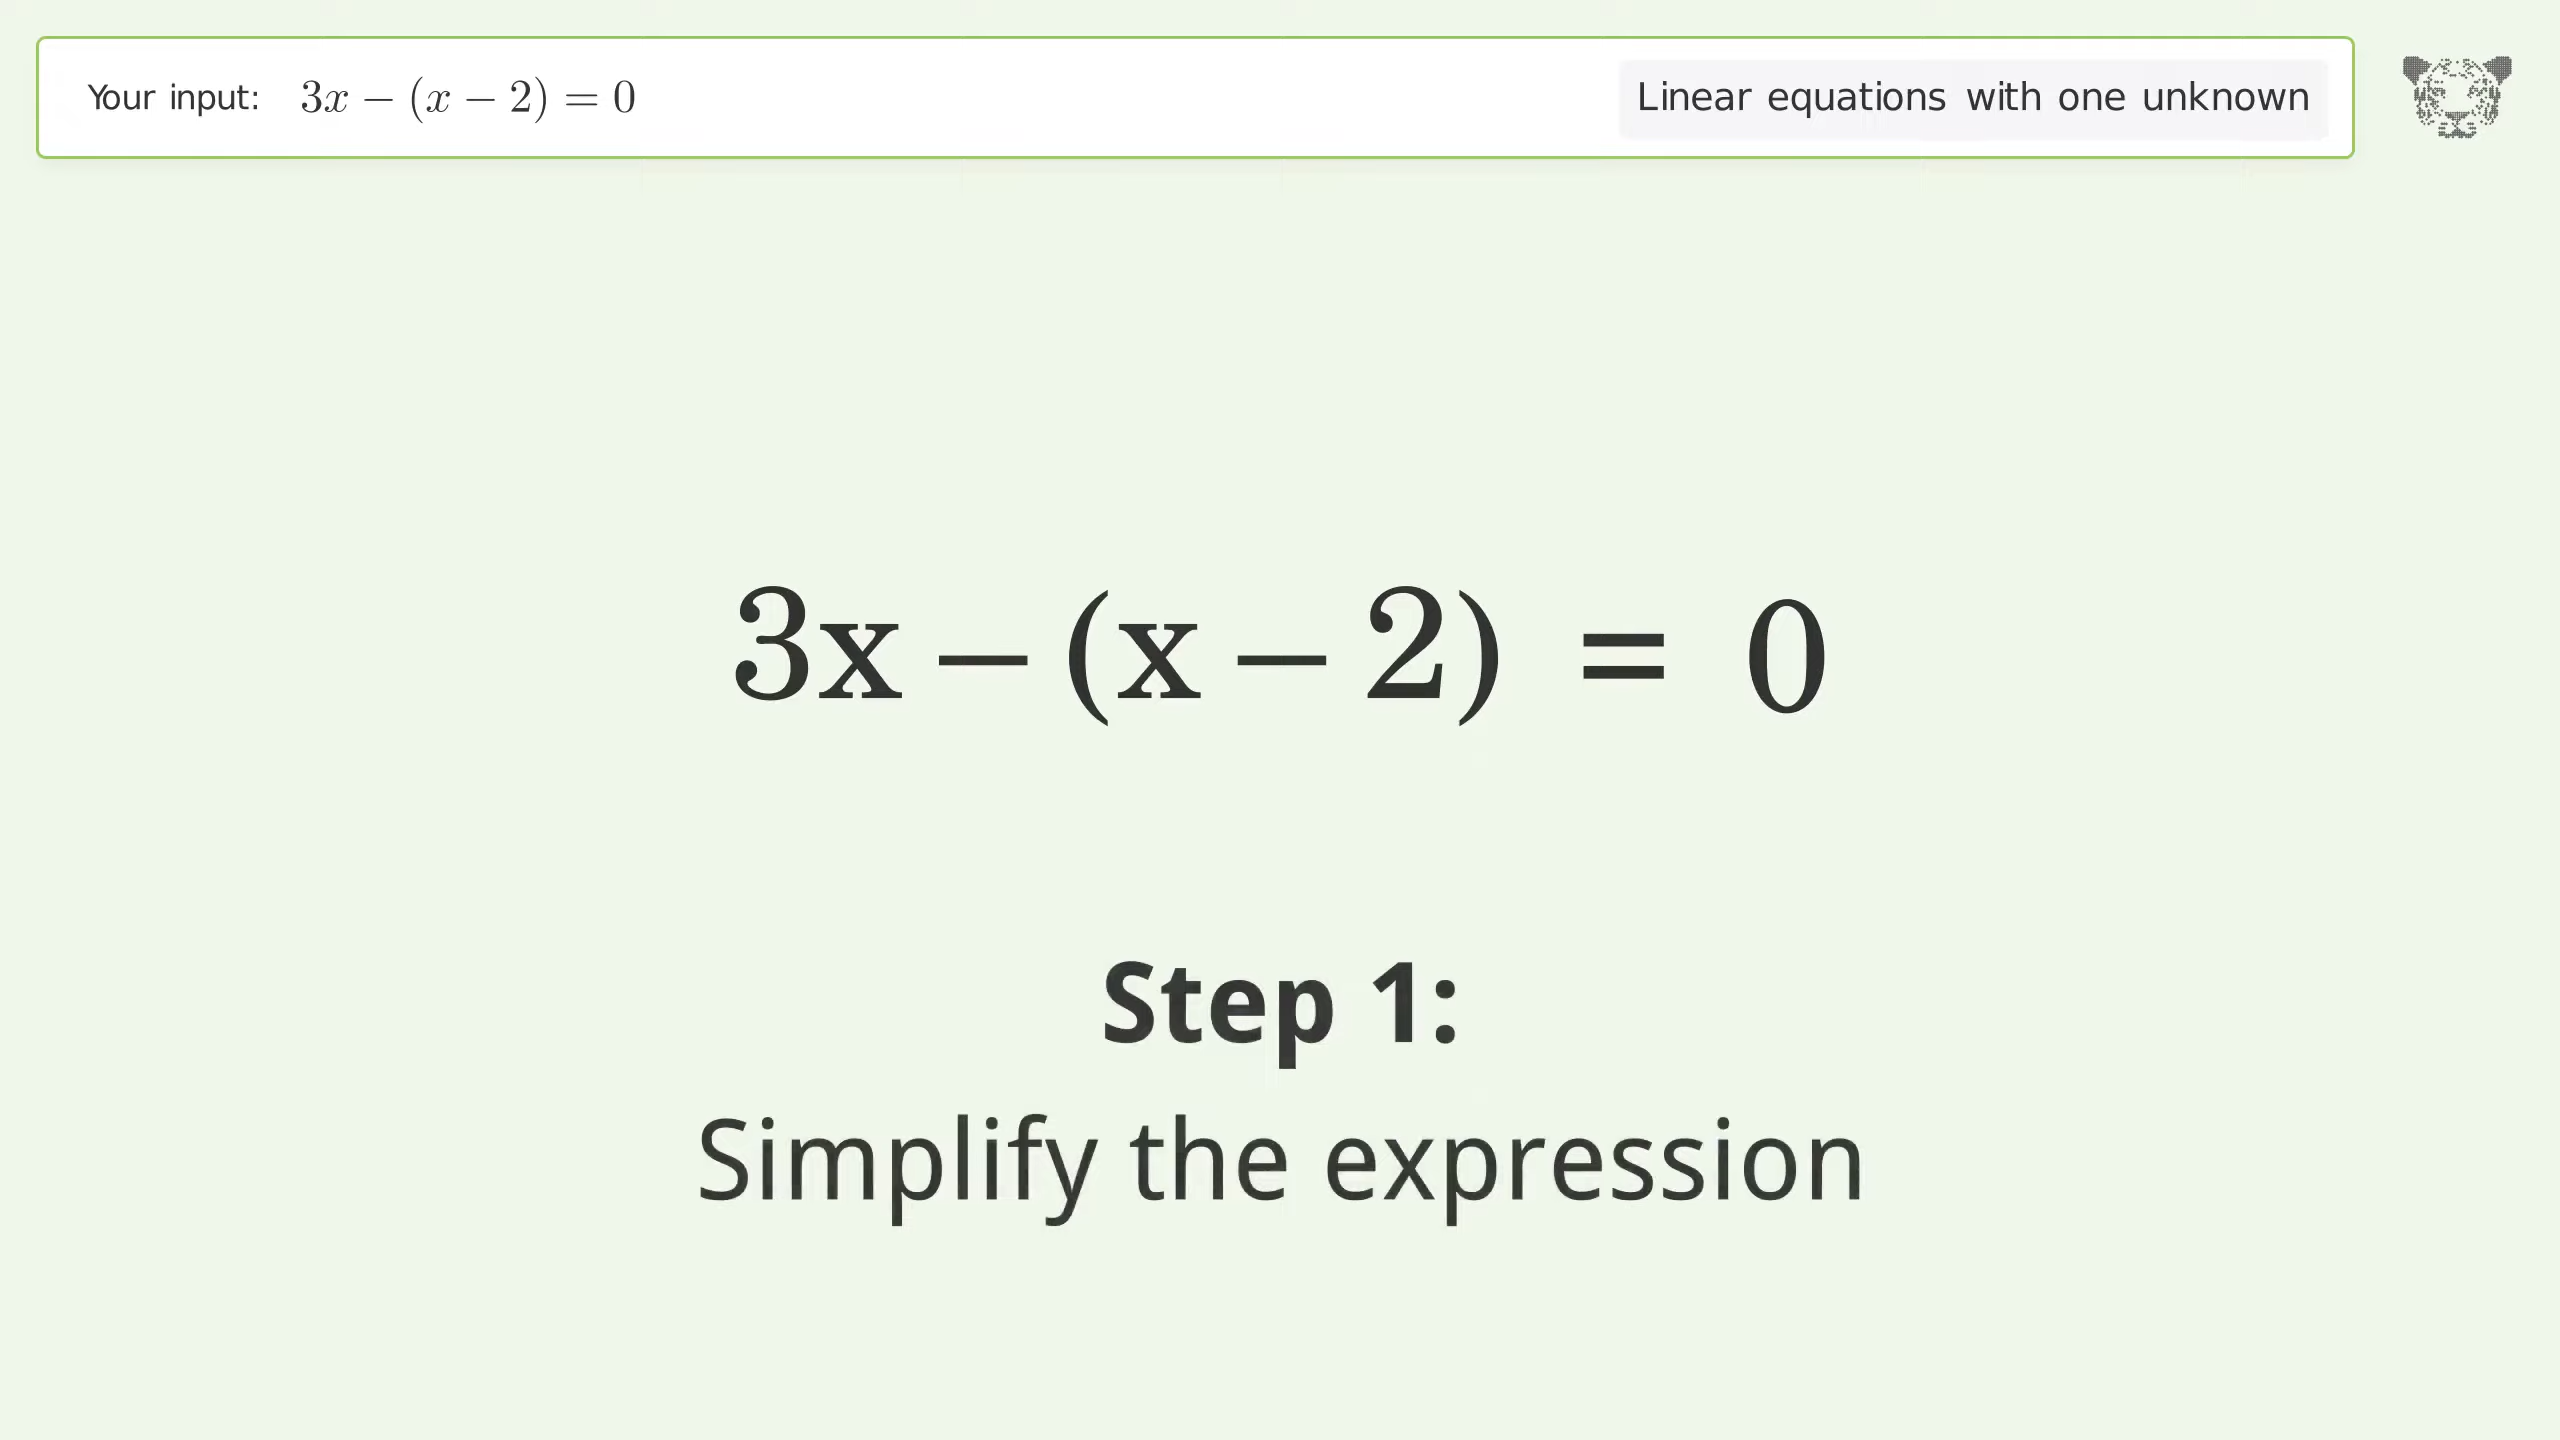 Your input: 3x − (x − 2) = 0
Linear equations with one unknown
3x − (x − 2) = 0
Step 1:
Simplify the expression